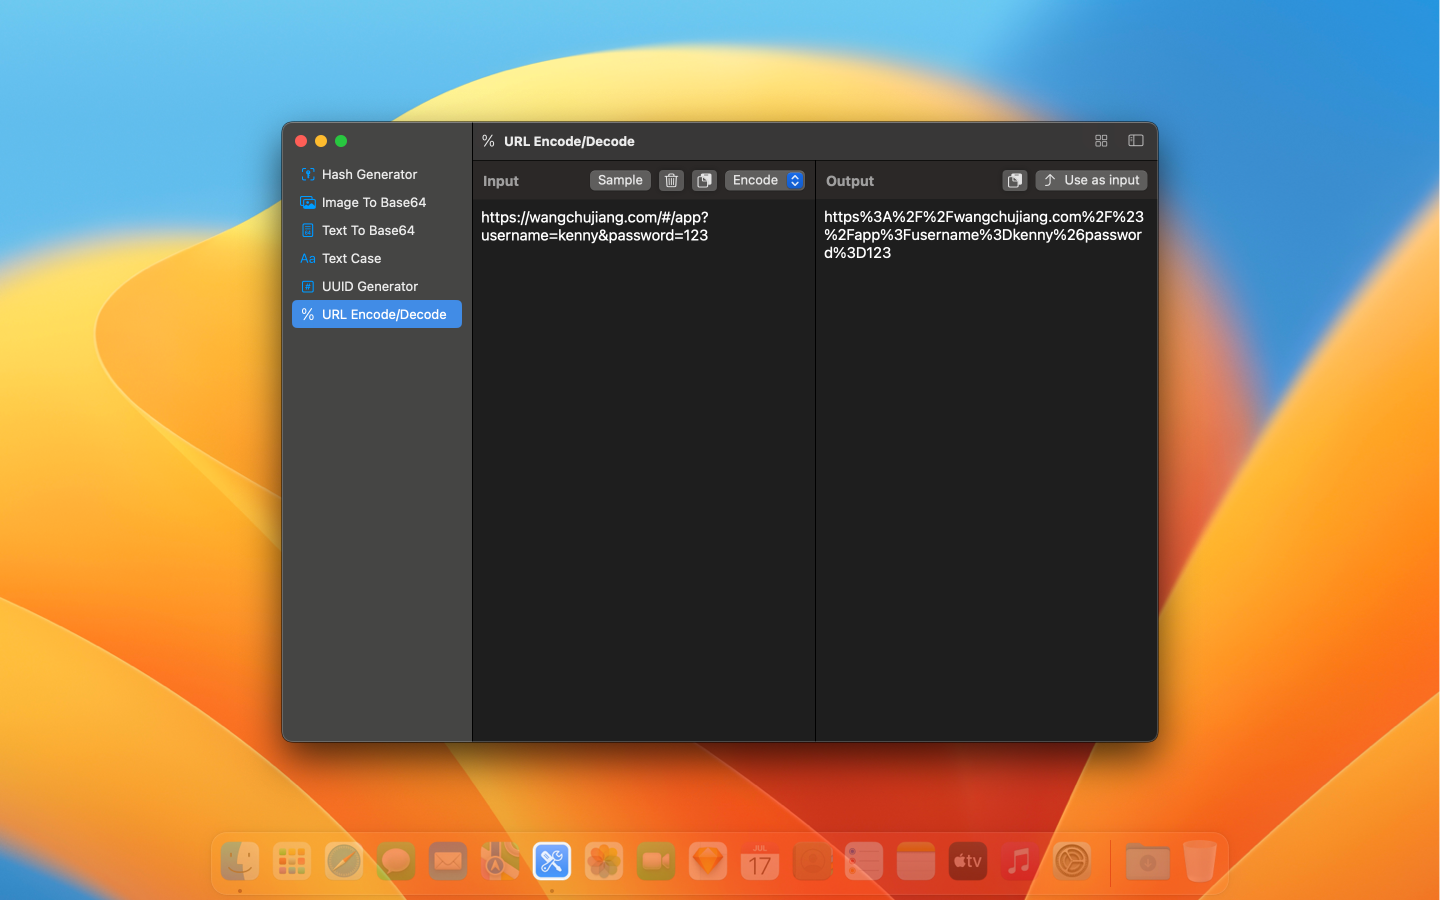 % URL Encode/Decode
Hash Generator
Image To Base64
Text To Base64
Aa Text Case
# UUID Generator
% URL Encode/Decode
Input
Sample
Encode
https://wangchujiang.com/#/app?
username=kenny&password=123
Output
Use as input
https%3A%2F%2Fwangchujiang.com%2F%23
%2Fapp%3Fusername%3Dkenny%26passwor
d%3D123
JUL
17
tv